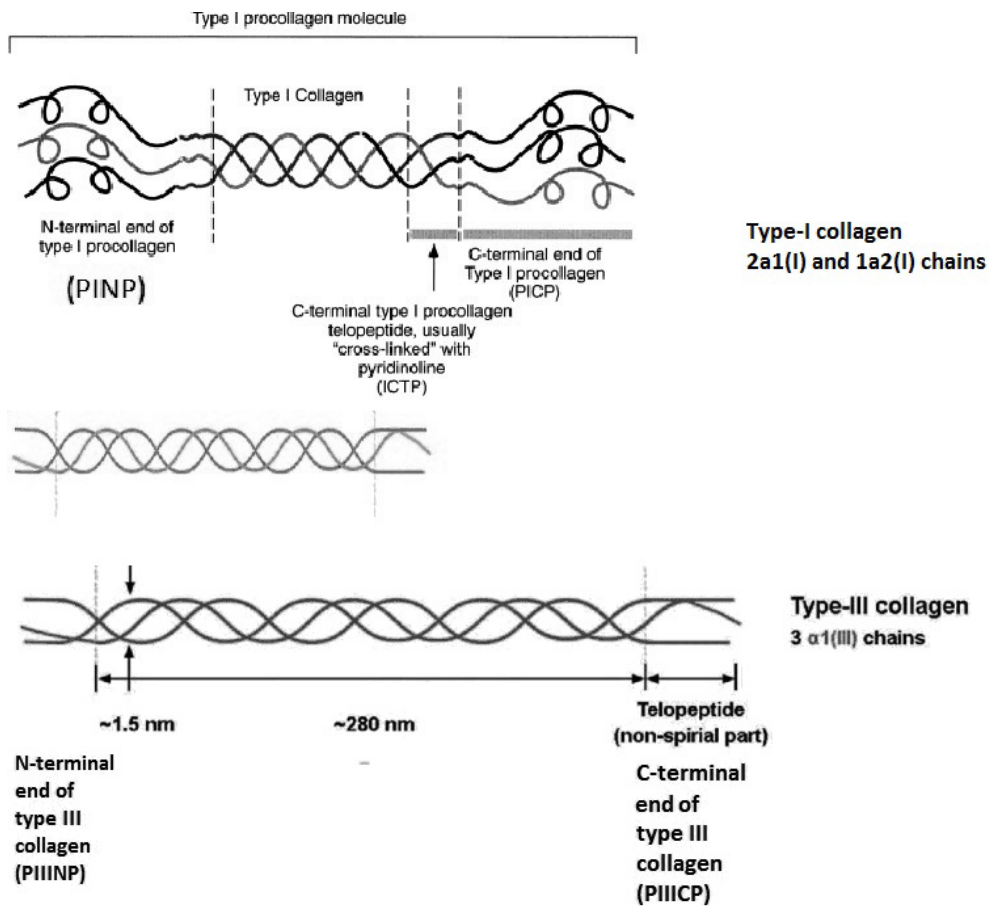 Type I procollagen molecule
Type I Collagen
N-terminal end of
type I procollagen
(PINP)
C-terminal end of
Type I procollagen
(PICP)
C-terminal type I procollagen
telopeptide, usually
"cross-linked" with
pyridinoline
(ICTP)
Type-I collagen
2a1(I) and 1a2(I) chains
Type-III collagen
3 α1(III) chains
~1.5 nm
~280 nm
Telopeptide
(non-spirial part)
N-terminal
end of
type III
collagen
(PIIINP)
C-terminal
end of
type III
collagen
(PIIICP)